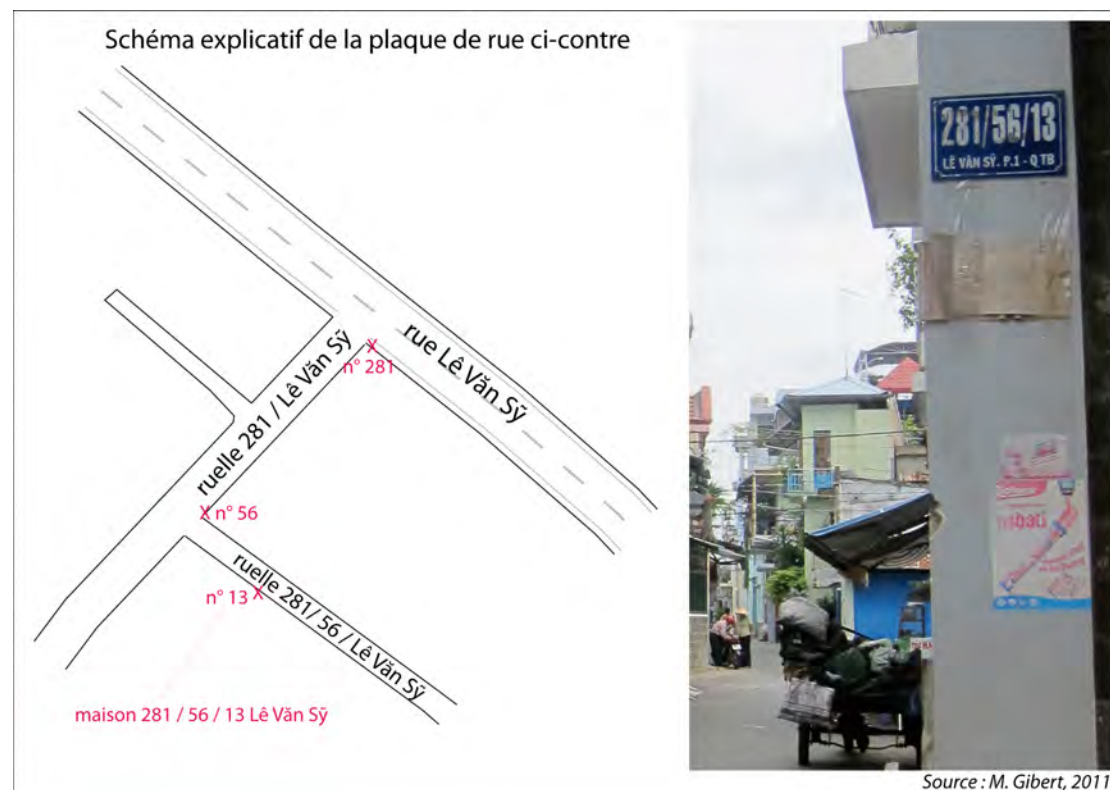 Schéma explicatif de la plaque de rue ci-contre
281/56/13
LÊ VĂN SỸ. P.1 - Q TB
rue Lê Văn Sỹ
n° 281
ruelle 281 / Lê Văn Sỹ
n° 56
ruelle 281/ 56 / Lê Văn Sỹ
n° 13
maison 281 / 56 / 13 Lê Văn Sỹ
Source : M. Gibert, 2011